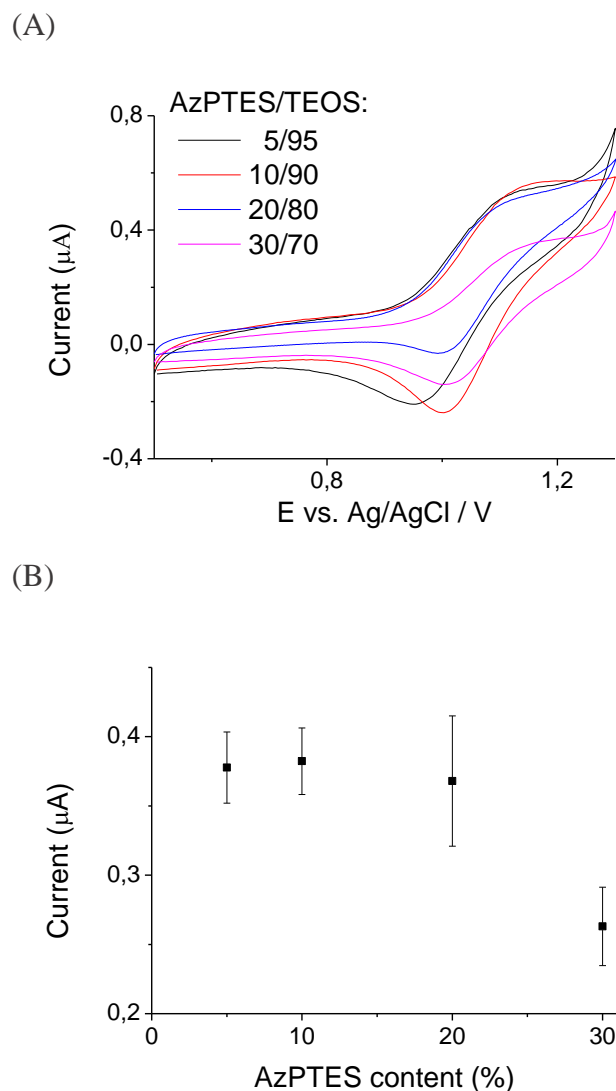 (A)
AzPTES/TEOS:
5/95
10/90
20/80
30/70
0,8
0,4
0,0
-0,4
Current (μA)
0,8 1,2
E vs. Ag/AgCl / V
(B)
0,4
0,3
0,2
Current (μA)
0 10 20 30
AzPTES content (%)